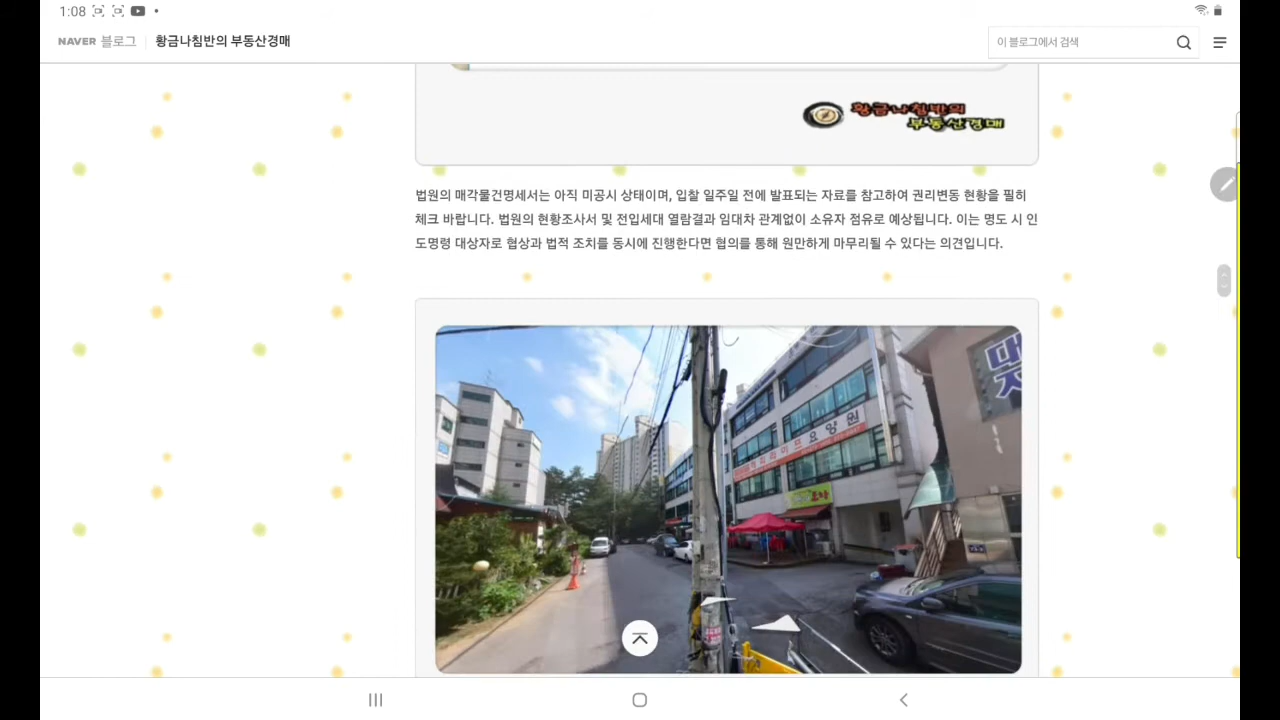 1:08
NAVER 블로그 황금나침반의 부동산경매
이 블로그에서 검색
황금나침반의
부동산경매
법원의 매각물건명세서는 아직 미공시 상태이며, 입찰 일주일 전에 발표되는 자료를 참고하여 권리변동 현황을 필히
체크 바랍니다. 법원의 현황조사서 및 전입세대 열람결과 임대차 관계없이 소유자 점유로 예상됩니다. 이는 명도 시 인
도명령 대상자로 협상과 법적 조치를 동시에 진행한다면 협의를 통해 원만하게 마무리될 수 있다는 의견입니다.
요양원